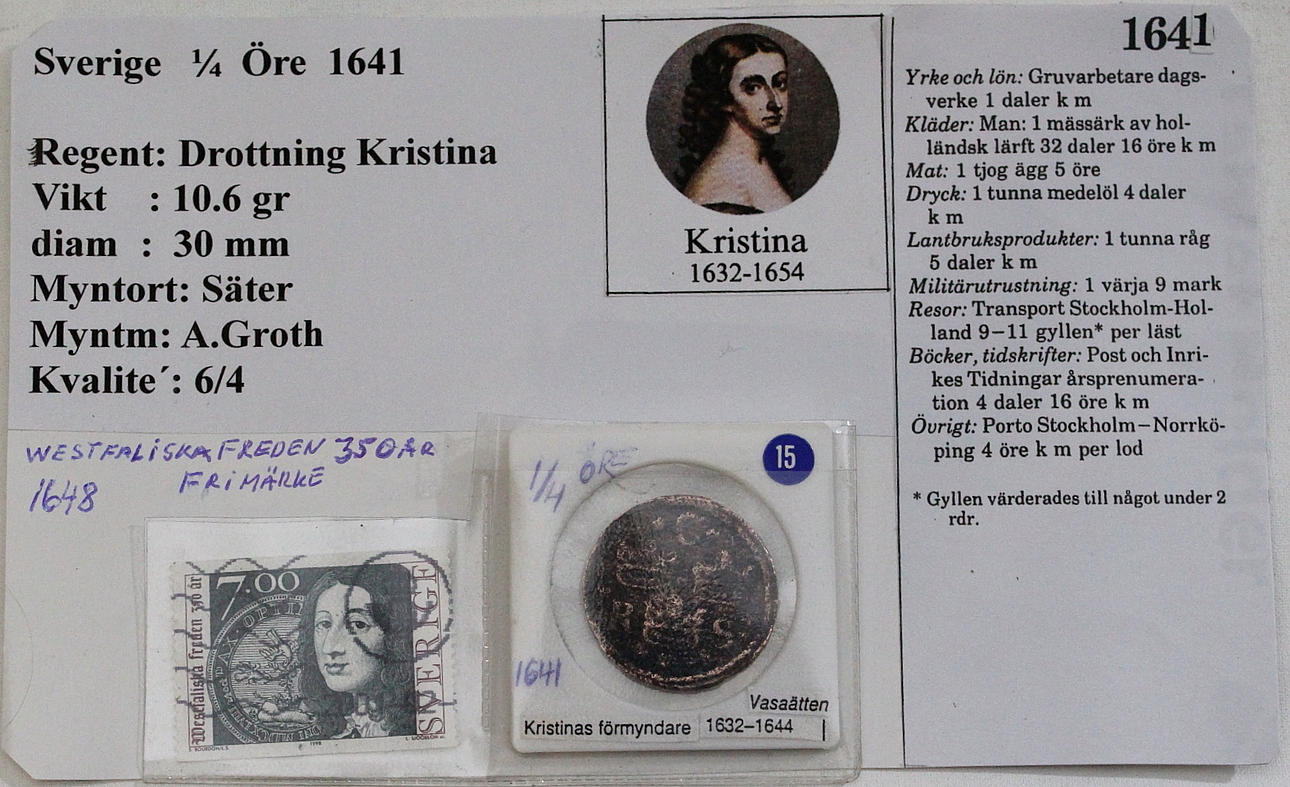 Sverige ¼ Öre 1641
Regent: Drottning Kristina
Vikt : 10.6 gr
diam : 30 mm
Myntort: Säter
Myntm: A.Groth
Kvalite´: 6/4
Kristina
1632-1654
1641
Yrke och lön: Gruvarbetare dags-
verke 1 daler k m
Kläder: Man: 1 mässärk av hol-
ländsk lärft 32 daler 16 öre k m
Mat: 1 tjog ägg 5 öre
Dryck: 1 tunna medelöl 4 daler
k m
Lantbruksprodukter: 1 tunna råg
5 daler k m
Militärutrustning: 1 värja 9 mark
Resor: Transport Stockholm-Hol-
land 9–11 gyllen* per läst
Böcker, tidskrifter: Post och Inri-
kes Tidningar årsprenumera-
tion 4 daler 16 öre k m
Övrigt: Porto Stockholm–Norrkö-
ping 4 öre k m per lod
* Gyllen värderades till något under 2
rdr.
WESTFALISKA FREDEN 350 ÅR
1648 FRIMÄRKE
7.00
Westfaliska freden 350 år
PAX · OPTIMA
SVERIGE
1998
1/4 ÖRE
15
1641
Vasaätten
Kristinas förmyndare 1632–1644